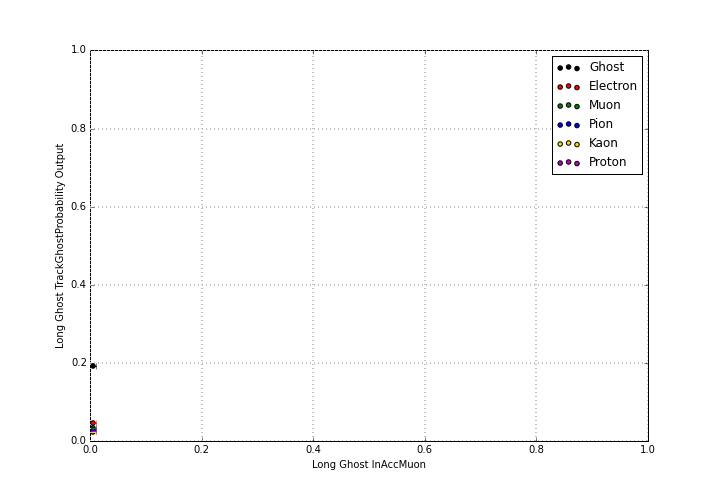 1.0
0.8
0.6
0.4
0.2
0.0
0.0 0.2 0.4 0.6 0.8 1.0
Long Ghost InAccMuon
Long Ghost TrackGhostProbability Output
Ghost
Electron
Muon
Pion
Kaon
Proton